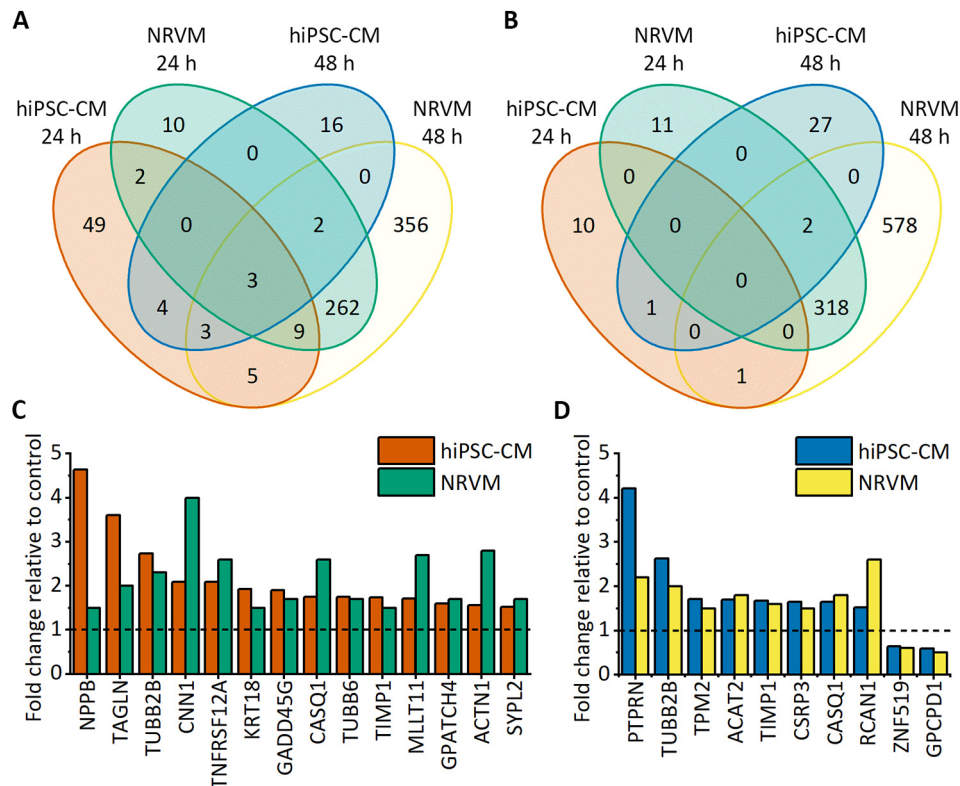 A
B
NRVM
24 h
hiPSC-CM
48 h
hiPSC-CM
24 h
NRVM
48 h
10
16
0
2
0
49
0
2
356
3
4
262
3
9
5
NRVM
24 h
hiPSC-CM
48 h
hiPSC-CM
24 h
NRVM
48 h
11
27
0
0
0
10
0
2
578
0
1
318
0
0
1
C
Fold change relative to control
5
4
3
2
1
0
hiPSC-CM
NRVM
NPPB
TAGLN
TUBB2B
CNN1
TNFRSF12A
KRT18
GADD45G
CASQ1
TUBB6
TIMP1
MLLT11
GPATCH4
ACTN1
SYPL2
D
Fold change relative to control
5
4
3
2
1
0
hiPSC-CM
NRVM
PTPRN
TUBB2B
TPM2
ACAT2
TIMP1
CSRP3
CASQ1
RCAN1
ZNF519
GPCPD1